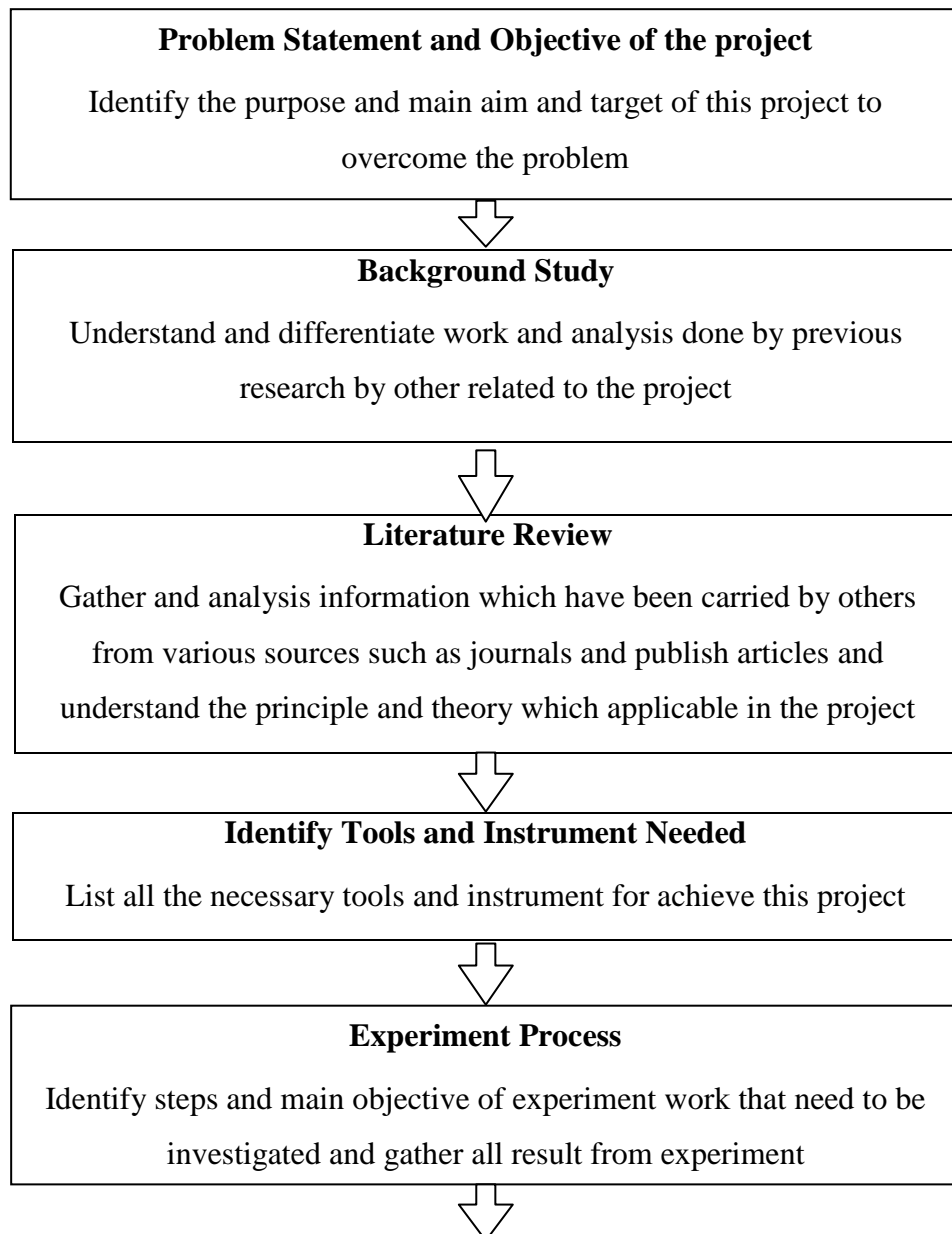 Problem Statement and Objective of the project
Identify the purpose and main aim and target of this project to
overcome the problem
Background Study
Understand and differentiate work and analysis done by previous
research by other related to the project
Literature Review
Gather and analysis information which have been carried by others
from various sources such as journals and publish articles and
understand the principle and theory which applicable in the project
Identify Tools and Instrument Needed
List all the necessary tools and instrument for achieve this project
Experiment Process
Identify steps and main objective of experiment work that need to be
investigated and gather all result from experiment